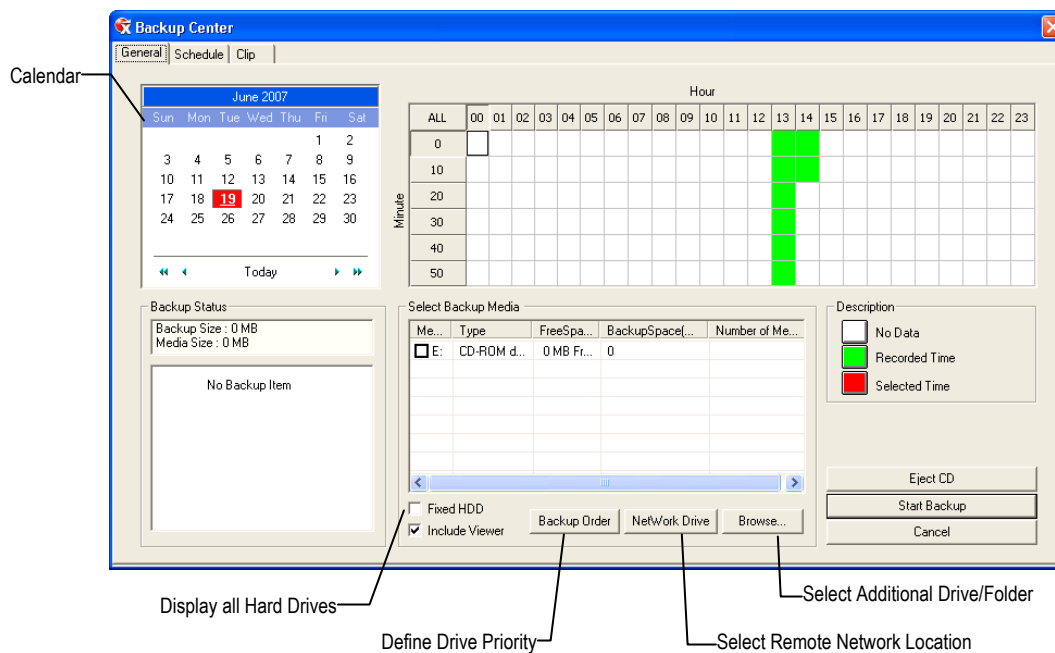 Backup Center
General Schedule Clip
Calendar
June 2007
Sun Mon Tue Wed Thu Fri Sat
1 2
3 4 5 6 7 8 9
10 11 12 13 14 15 16
17 18 19 20 21 22 23
24 25 26 27 28 29 30
Today
Hour
ALL 00 01 02 03 04 05 06 07 08 09 10 11 12 13 14 15 16 17 18 19 20 21 22 23
Minute
0
10
20
30
40
50
Backup Status
Backup Size : 0 MB
Media Size : 0 MB
No Backup Item
Select Backup Media
Me... Type FreeSpa... BackupSpace(... Number of Me...
E: CD-ROM d... 0 MB Fr... 0
Fixed HDD
Include Viewer
Backup Order NetWork Drive Browse...
Description
No Data
Recorded Time
Selected Time
Eject CD
Start Backup
Cancel
Display all Hard Drives
Define Drive Priority
Select Remote Network Location
Select Additional Drive/Folder